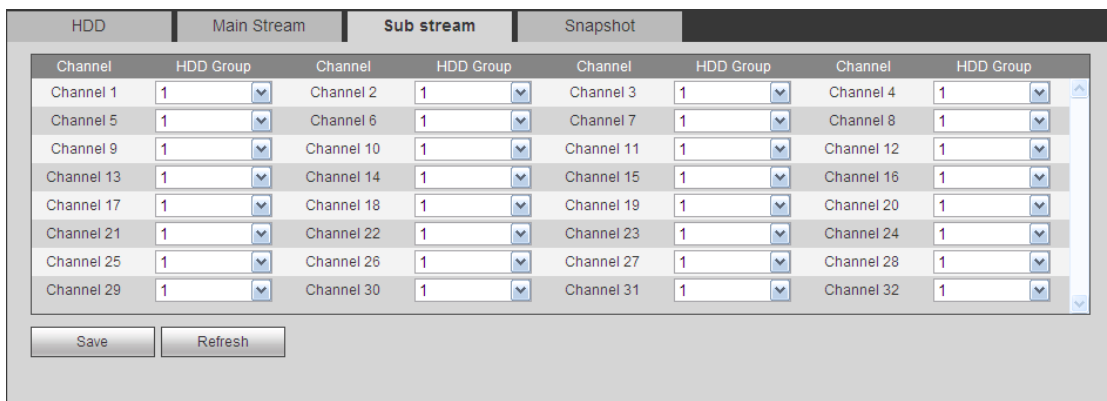 HDD Main Stream Sub stream Snapshot
Channel HDD Group Channel HDD Group Channel HDD Group Channel HDD Group
Channel 1 1 Channel 2 1 Channel 3 1 Channel 4 1
Channel 5 1 Channel 6 1 Channel 7 1 Channel 8 1
Channel 9 1 Channel 10 1 Channel 11 1 Channel 12 1
Channel 13 1 Channel 14 1 Channel 15 1 Channel 16 1
Channel 17 1 Channel 18 1 Channel 19 1 Channel 20 1
Channel 21 1 Channel 22 1 Channel 23 1 Channel 24 1
Channel 25 1 Channel 26 1 Channel 27 1 Channel 28 1
Channel 29 1 Channel 30 1 Channel 31 1 Channel 32 1
Save Refresh